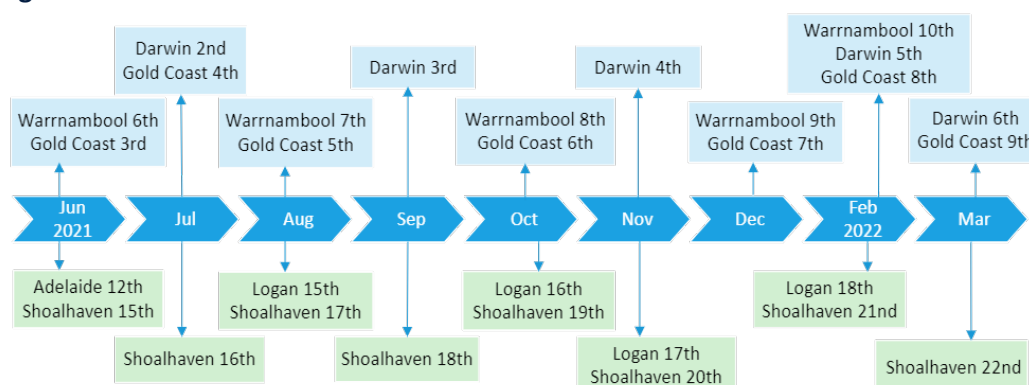 Warrnambool 6th
Gold Coast 3rd
Darwin 2nd
Gold Coast 4th
Warrnambool 7th
Gold Coast 5th
Darwin 3rd
Warrnambool 8th
Gold Coast 6th
Darwin 4th
Warrnambool 9th
Gold Coast 7th
Warrnambool 10th
Darwin 5th
Gold Coast 8th
Darwin 6th
Gold Coast 9th
Jun
2021
Jul
Aug
Sep
Oct
Nov
Dec
Feb
2022
Mar
Adelaide 12th
Shoalhaven 15th
Shoalhaven 16th
Logan 15th
Shoalhaven 17th
Shoalhaven 18th
Logan 16th
Shoalhaven 19th
Logan 17th
Shoalhaven 20th
Logan 18th
Shoalhaven 21nd
Shoalhaven 22nd